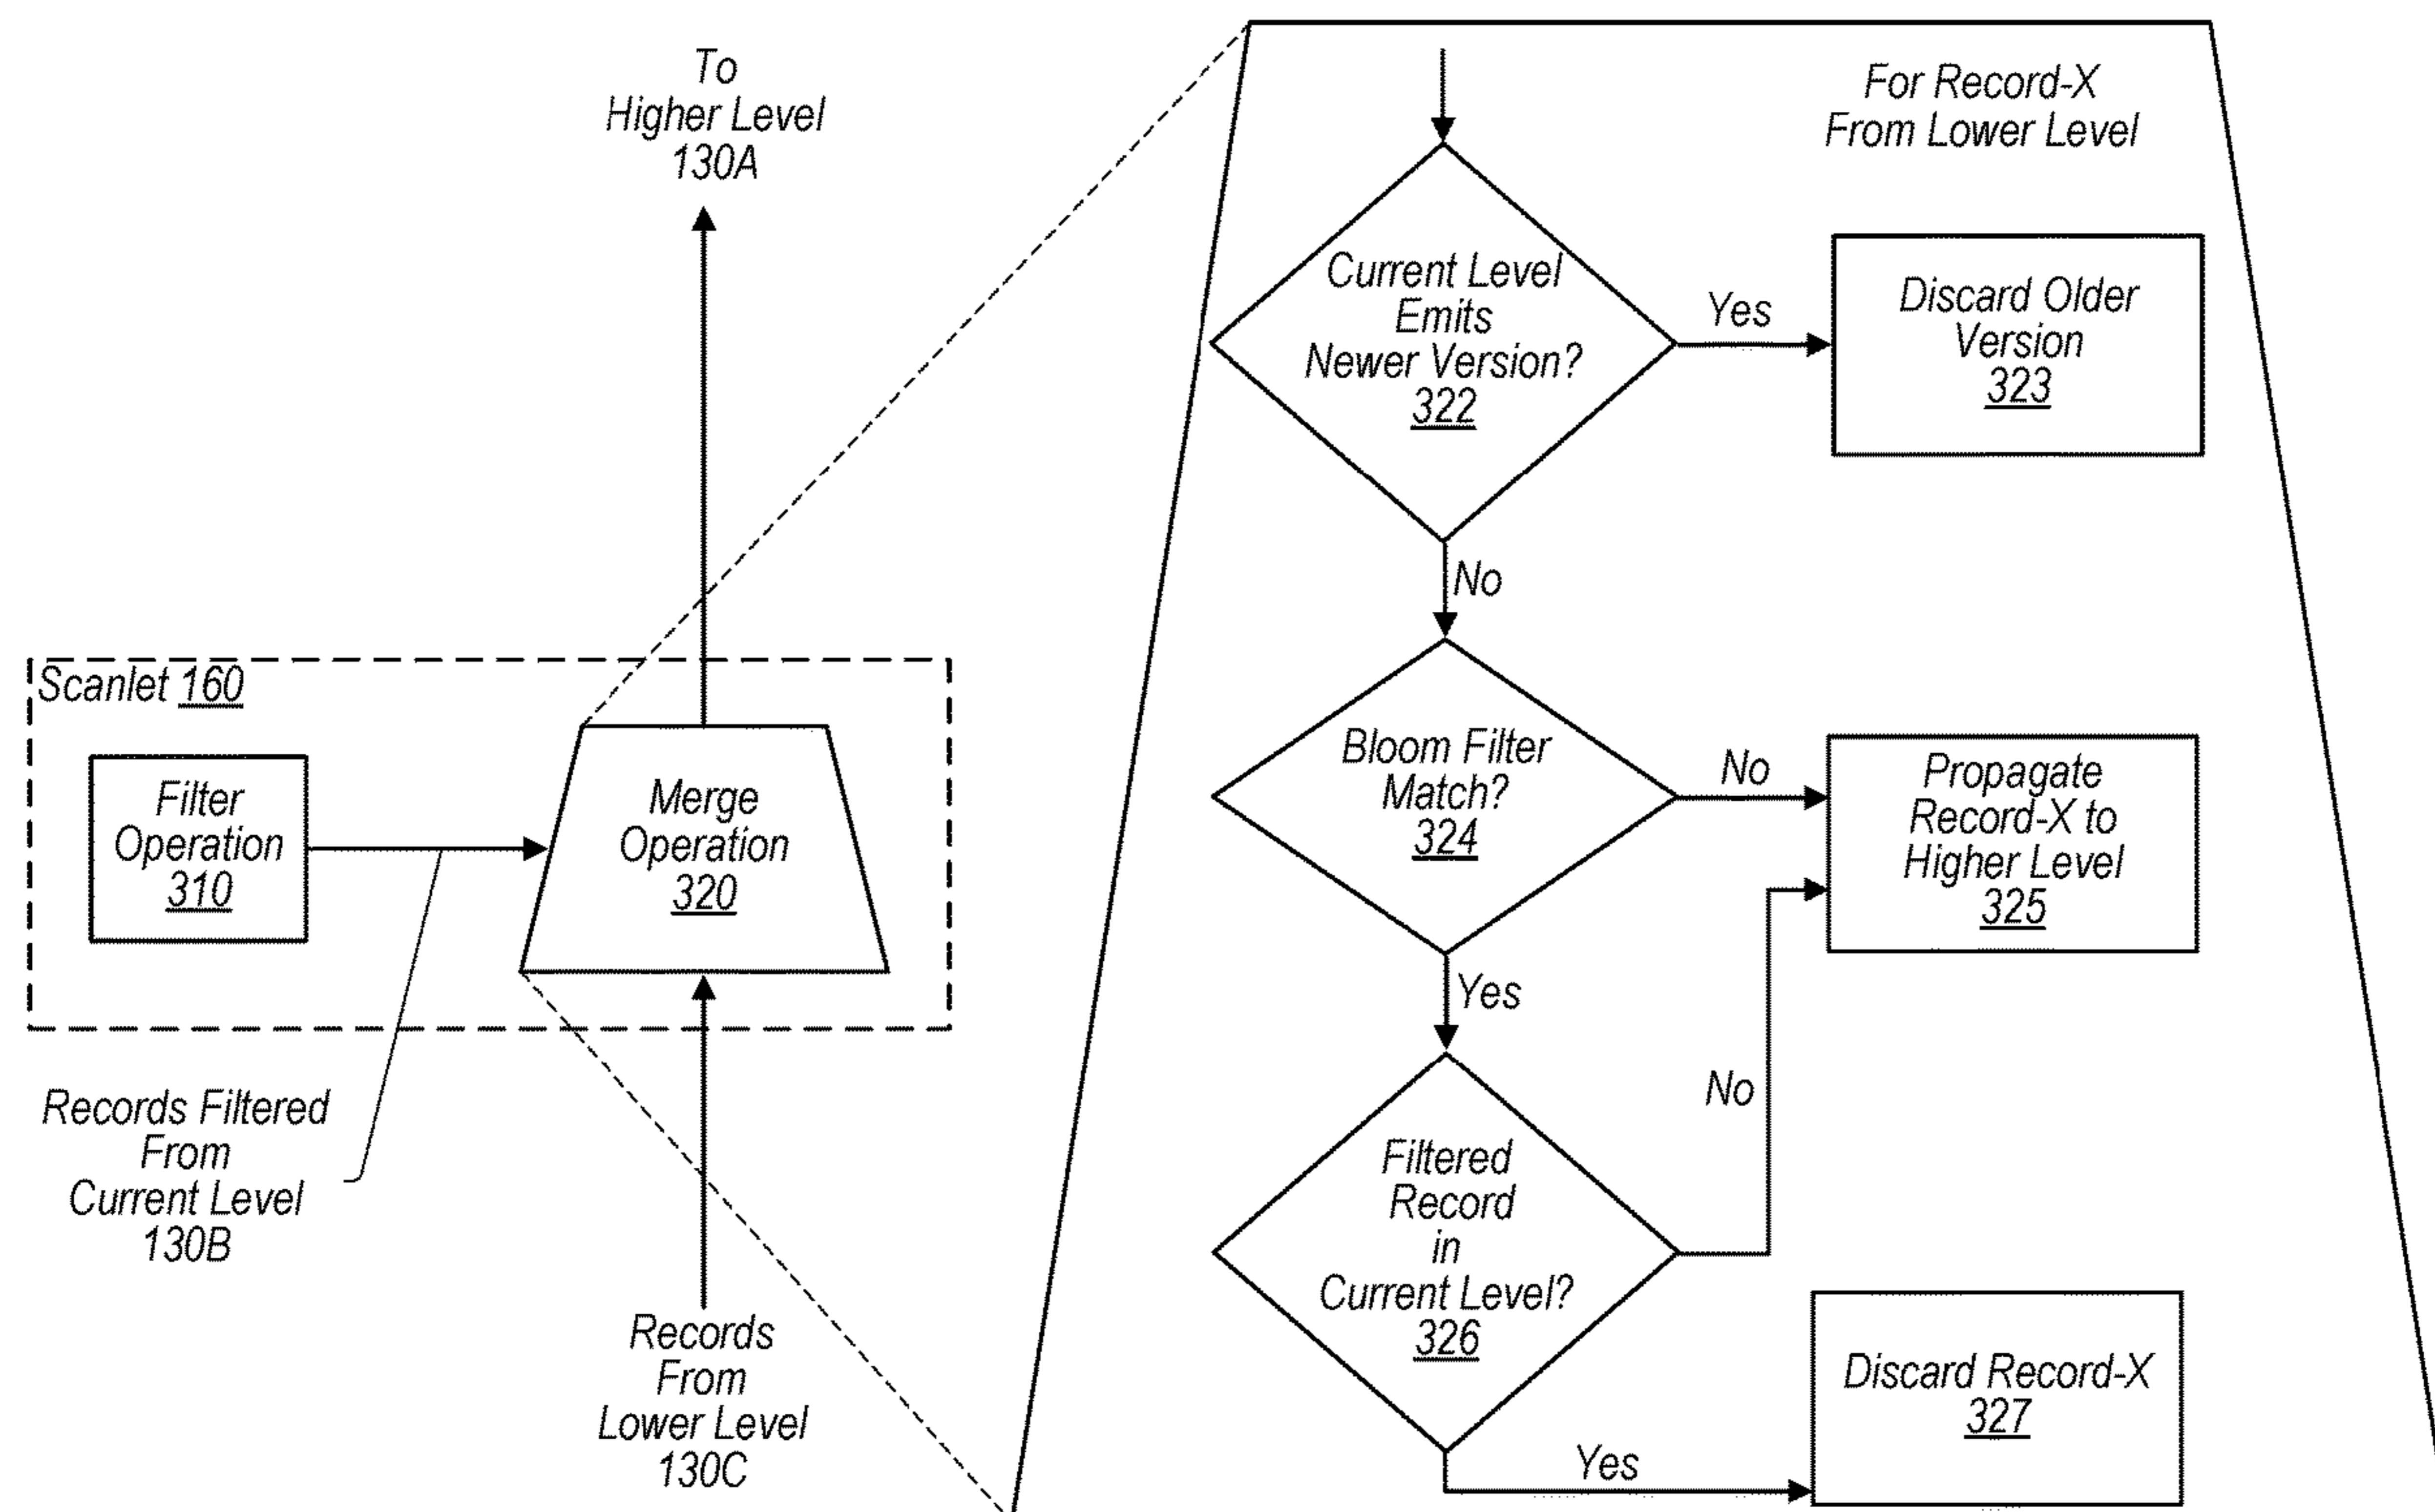 To
Higher Level
130A
Scanlet 160
Filter
Operation
310
Merge
Operation
320
Records Filtered
From
Current Level
130B
Records
From
Lower Level
130C
For Record-X
From Lower Level
Current Level
Emits
Newer Version?
322
Yes
Discard Older
Version
323
No
Bloom Filter
Match?
324
No
Propagate
Record-X to
Higher Level
325
Yes
Filtered
Record
in
Current Level?
326
No
Yes
Discard Record-X
327